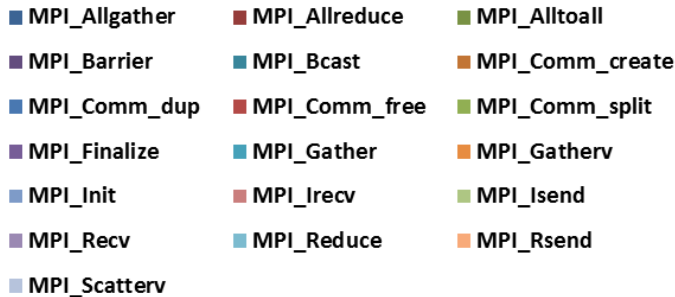 MPI_Allgather MPI_Allreduce MPI_Alltoall
MPI_Barrier MPI_Bcast MPI_Comm_create
MPI_Comm_dup MPI_Comm_free MPI_Comm_split
MPI_Finalize MPI_Gather MPI_Gatherv
MPI_Init MPI_Irecv MPI_Isend
MPI_Recv MPI_Reduce MPI_Rsend
MPI_Scatterv